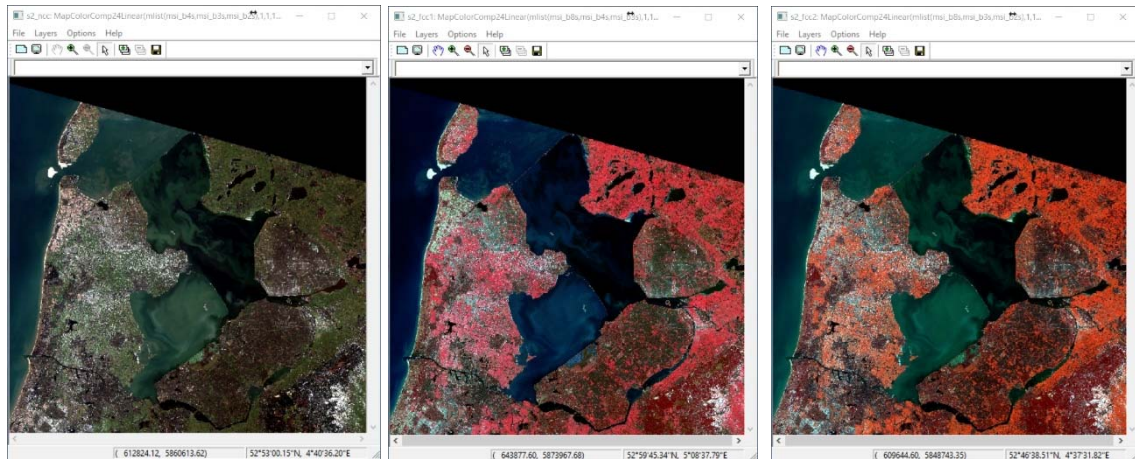 s2_ncc: MapColorComp24Linear(mlist(msi_b4s,msi_b3s,msi_b2s),1,1...
File Layers Options Help
( 612824.12, 5860613.62) 52°53'00.15"N, 4°40'36.20"E
s2_fcc1: MapColorComp24Linear(mlist(msi_b8s,msi_b4s,msi_b3s),1,1...
File Layers Options Help
( 643877.60, 5873967.68) 52°59'45.34"N, 5°08'37.79"E
s2_fcc2: MapColorComp24Linear(mlist(msi_b8s,msi_b3s,msi_b2s),1,1...
File Layers Options Help
( 609644.60, 5848743.35) 52°46'38.51"N, 4°37'31.82"E